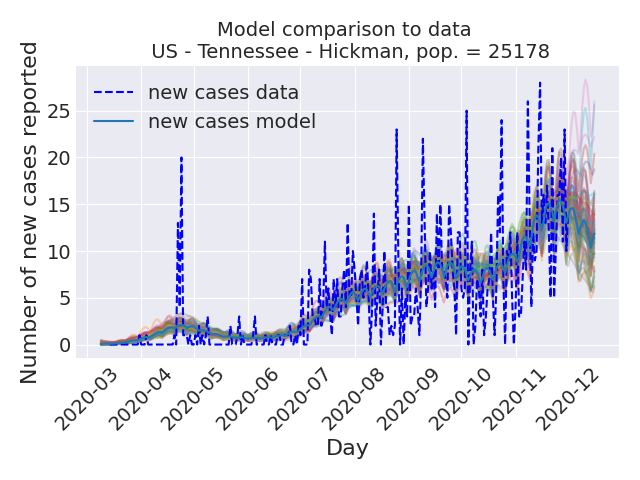 Model comparison to data
US - Tennessee - Hickman, pop. = 25178
Number of new cases reported
new cases data
new cases model
25
20
15
10
5
0
2020-03
2020-04
2020-05
2020-06
2020-07
2020-08
2020-09
2020-10
2020-11
2020-12
Day